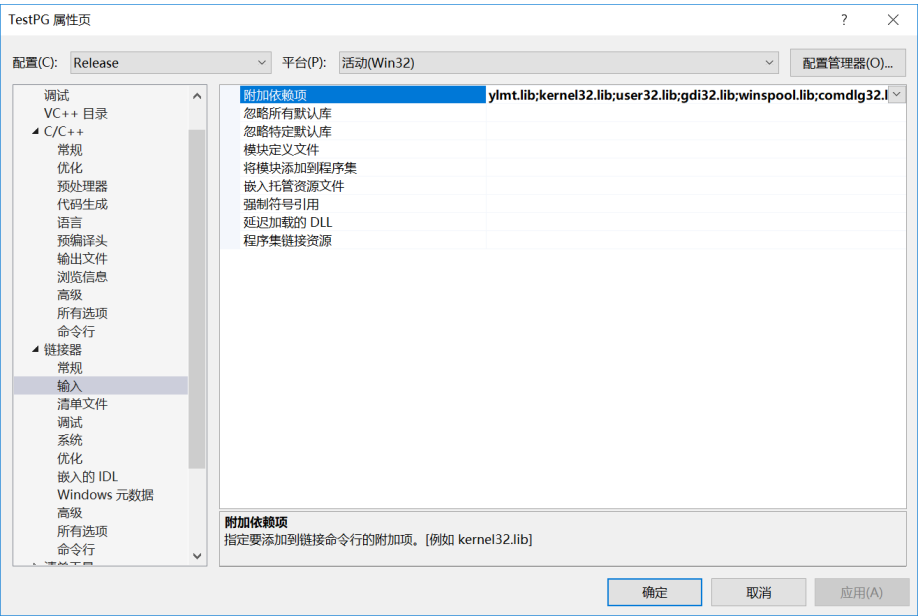 TestPG 属性页
配置(C): Release 平台(P): 活动(Win32) 配置管理器(O)...
调试
VC++ 目录
C/C++
常规
优化
预处理器
代码生成
语言
预编译头
输出文件
浏览信息
高级
所有选项
命令行
链接器
常规
输入
清单文件
调试
系统
优化
嵌入的 IDL
Windows 元数据
高级
所有选项
命令行
附加依赖项 ylmt.lib;kernel32.lib;user32.lib;gdi32.lib;winspool.lib;comdlg32.l
忽略所有默认库
忽略特定默认库
模块定义文件
将模块添加到程序集
嵌入托管资源文件
强制符号引用
延迟加载的 DLL
程序集链接资源
附加依赖项
指定要添加到链接命令行的附加项。[例如 kernel32.lib]
确定 取消 应用(A)